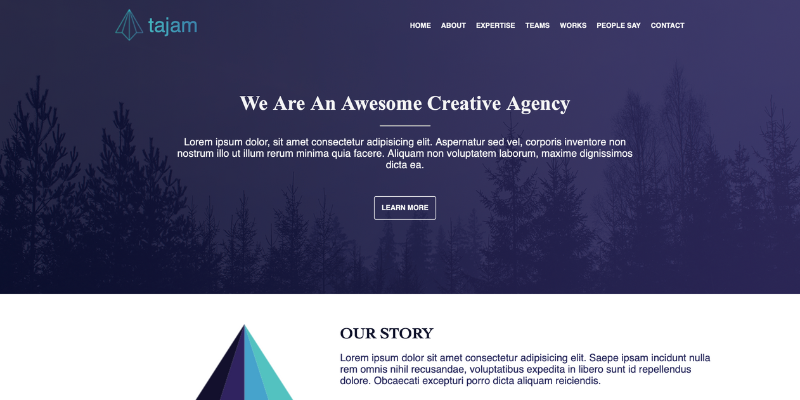 tajam
HOME ABOUT EXPERTISE TEAMS WORKS PEOPLE SAY CONTACT
We Are An Awesome Creative Agency
Lorem ipsum dolor, sit amet consectetur adipisicing elit. Aspernatur sed vel, corporis inventore non
nostrum illo ut illum rerum minima quia facere. Aliquam non voluptatem laborum, maxime dignissimos
dicta ea.
LEARN MORE
OUR STORY
Lorem ipsum dolor sit amet consectetur adipisicing elit. Saepe ipsam incidunt nulla
rem omnis nihil recusandae, voluptatibus expedita in libero sunt id repellendus
dolore. Obcaecati excepturi porro dicta aliquam reiciendis.